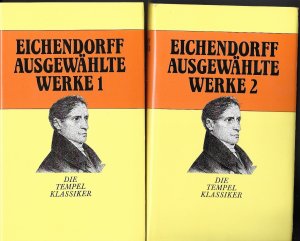 EICHENDORFF
AUSGEWÄHLTE
WERKE 1
DIE
TEMPEL
KLASSIKER
EICHENDORFF
AUSGEWÄHLTE
WERKE 2
DIE
TEMPEL
KLASSIKER